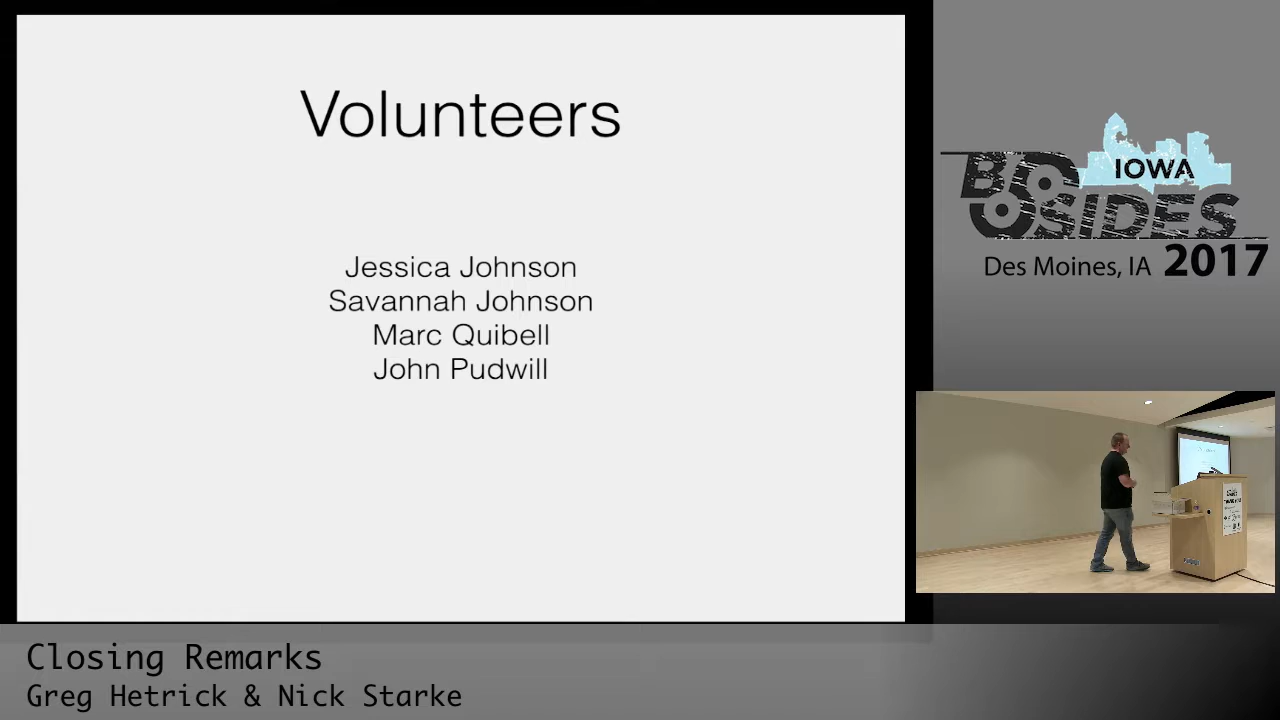 Volunteers
Jessica Johnson
Savannah Johnson
Marc Quibell
John Pudwill
IOWA
BSIDES
Des Moines, IA 2017
Closing Remarks
Greg Hetrick & Nick Starke